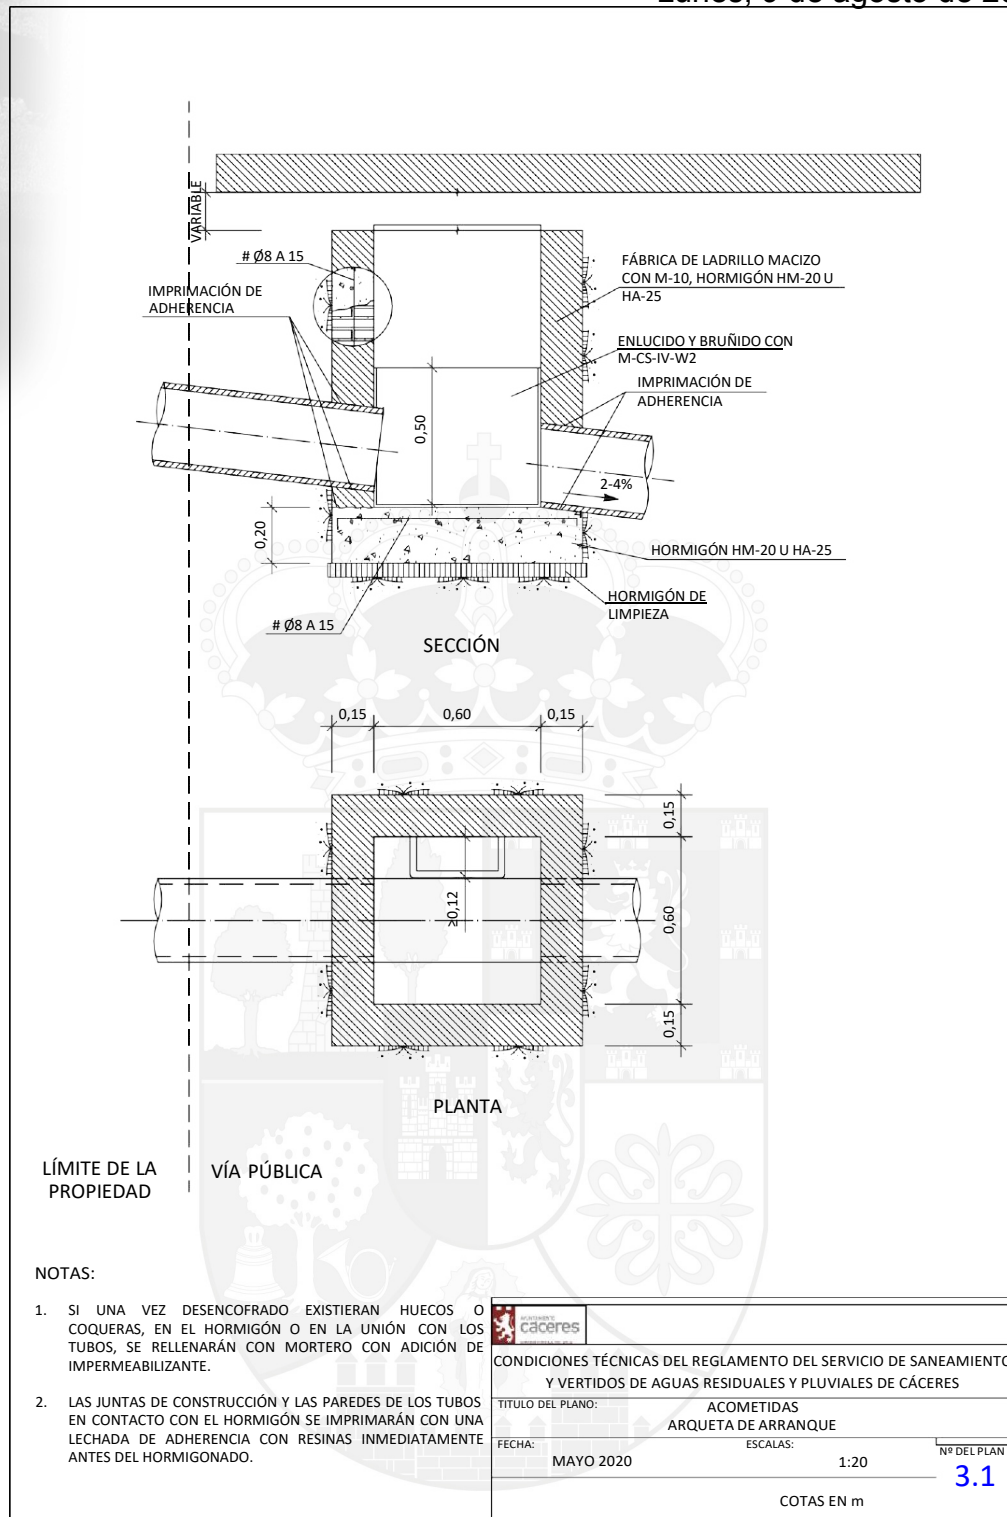 VARIABLE
# Ø8 A 15
IMPRIMACIÓN DE
ADHERENCIA
FÁBRICA DE LADRILLO MACIZO
CON M-10, HORMIGÓN HM-20 U
HA-25
ENLUCIDO Y BRUÑIDO CON
M-CS-IV-W2
IMPRIMACIÓN DE
ADHERENCIA
0,50
2-4%
0,20
HORMIGÓN HM-20 U HA-25
HORMIGÓN DE
LIMPIEZA
# Ø8 A 15
SECCIÓN
0,15
0,60
0,15
0,15
≥0,12
0,60
0,15
PLANTA
LÍMITE DE LA
PROPIEDAD
VÍA PÚBLICA
NOTAS:
1. SI UNA VEZ DESENCOFRADO EXISTIERAN HUECOS O
COQUERAS, EN EL HORMIGÓN O EN LA UNIÓN CON LOS
TUBOS, SE RELLENARÁN CON MORTERO CON ADICIÓN DE
IMPERMEABILIZANTE.
2. LAS JUNTAS DE CONSTRUCCIÓN Y LAS PAREDES DE LOS TUBOS
EN CONTACTO CON EL HORMIGÓN SE IMPRIMARÁN CON UNA
LECHADA DE ADHERENCIA CON RESINAS INMEDIATAMENTE
ANTES DEL HORMIGONADO.
AYUNTAMIENTO
cáceres
CONDICIONES TÉCNICAS DEL REGLAMENTO DEL SERVICIO DE SANEAMIENTO
Y VERTIDOS DE AGUAS RESIDUALES Y PLUVIALES DE CÁCERES
TITULO DEL PLANO:
ACOMETIDAS
ARQUETA DE ARRANQUE
FECHA:
MAYO 2020
ESCALAS:
1:20
Nº DEL PLAN
3.1
COTAS EN m